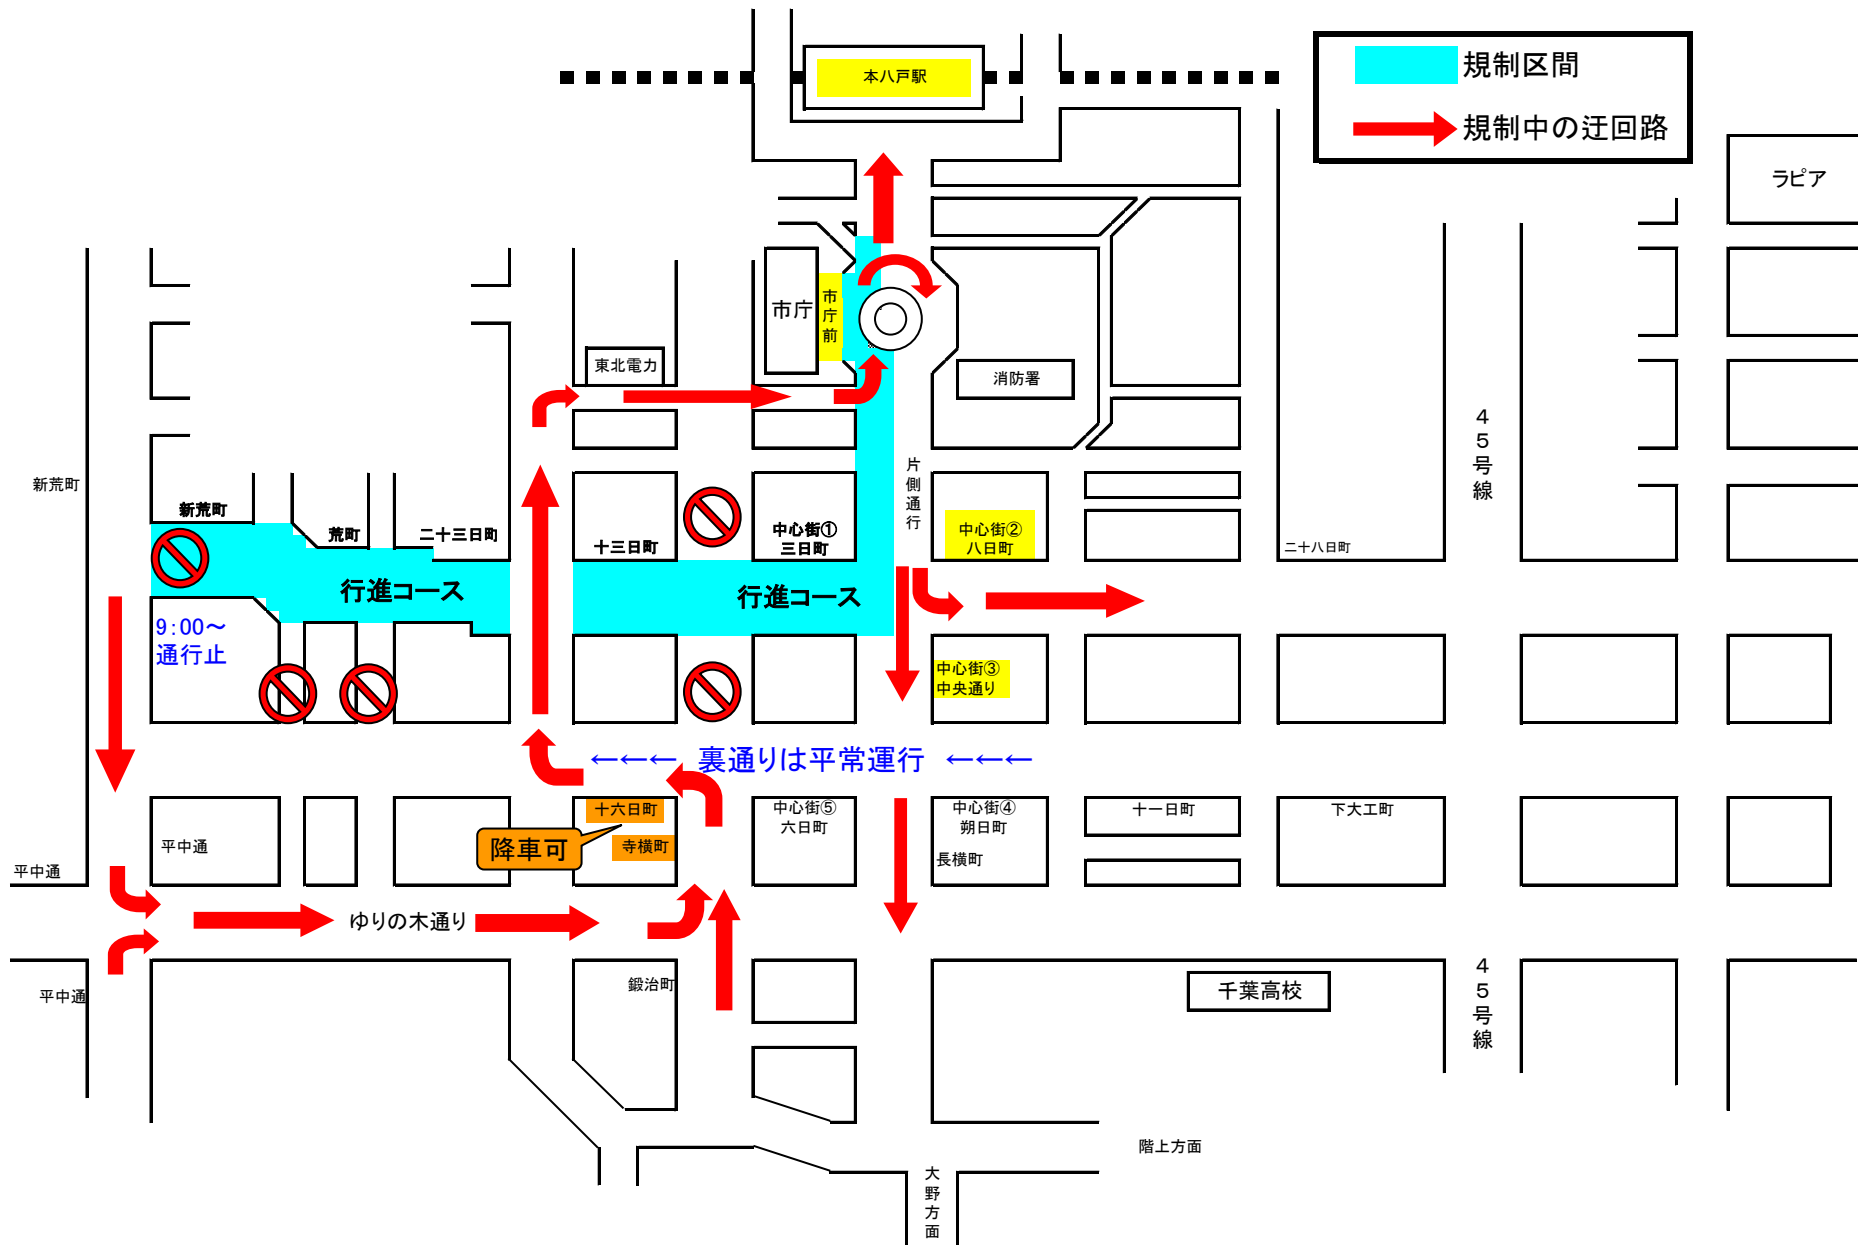 本八戸駅
規制区間
規制中の迂回路
ラピア
市庁
市庁前
東北電力
消防署
45号線
片側通行
新荒町
新荒町
荒町
二十三日町
十三日町
中心街①
三日町
中心街②
八日町
二十八日町
行進コース
行進コース
9:00～
通行止
中心街③
中央通り
←←← 裏通りは平常運行 ←←←
十六日町
寺横町
降車可
中心街⑤
六日町
中心街④
朔日町
長横町
十一日町
下大工町
平中通
平中通
ゆりの木通り
平中通
鍛治町
千葉高校
45号線
階上方面
大野方面